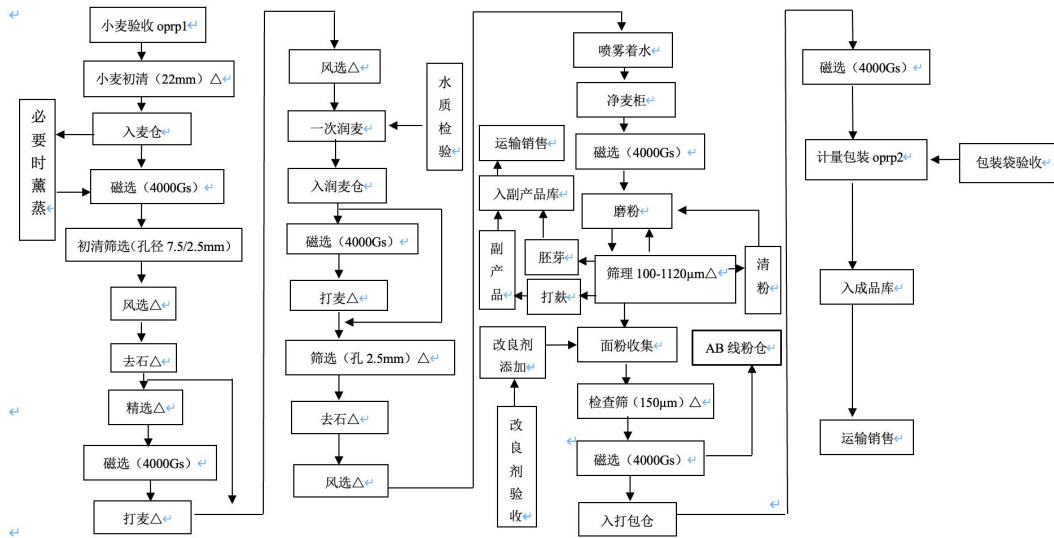 小麦验收 oprp1
小麦初清（22mm）△
必要时薰蒸
入麦仓
磁选（4000Gs）
初清筛选（孔径 7.5/2.5mm）
风选△
去石△
精选△
磁选（4000Gs）
打麦△
风选△
水质检验
一次润麦
入润麦仓
磁选（4000Gs）
打麦△
筛选（孔 2.5mm）△
去石△
风选△
喷雾着水
净麦柜
磁选（4000Gs）
磨粉
运输销售
入副产品库
副产品
胚芽
筛理 100-1120μm△
清粉
打麸
改良剂
添加
面粉收集
AB 线粉仓
检查筛（150μm）△
改良剂验收
磁选（4000Gs）
入打包仓
磁选（4000Gs）
计量包装 oprp2
包装袋验收
入成品库
运输销售